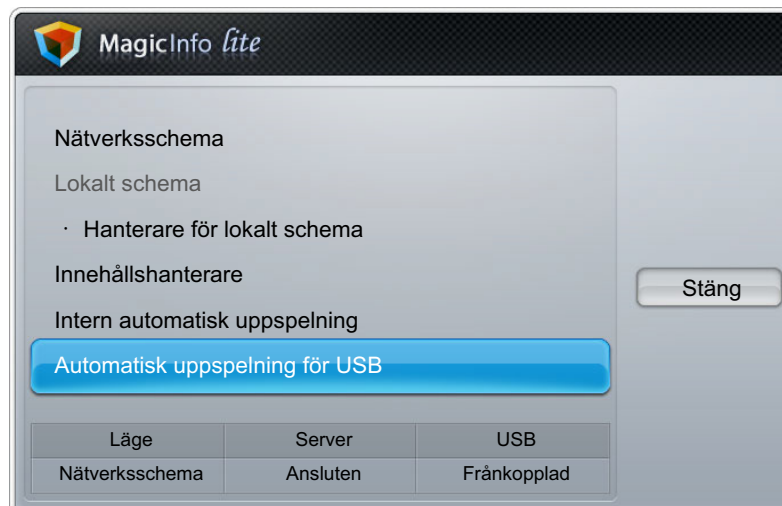 MagicInfo lite
Nätverksschema
Lokalt schema
· Hanterare för lokalt schema
Innehållshanterare
Intern automatisk uppspelning
Automatisk uppspelning för USB
Stäng
Läge Server USB
Nätverksschema Ansluten Frånkopplad